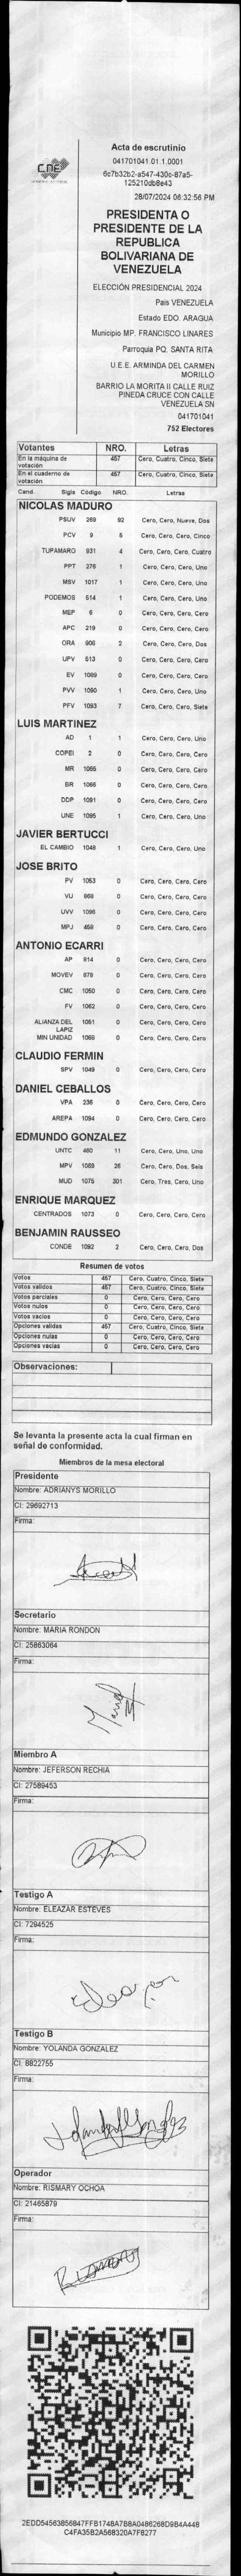 CNE
Acta de escrutinio
041701041.01.1.0001
6c7b32b2-a547-430c-87a5-
125210db8e43
28/07/2024 06:32:56 PM
PRESIDENTA O
PRESIDENTE DE LA
REPUBLICA
BOLIVARIANA DE
VENEZUELA
ELECCIÓN PRESIDENCIAL 2024
Pais VENEZUELA
Estado EDO. ARAGUA
Municipio MP. FRANCISCO LINARES
Parroquia PQ. SANTA RITA
U.E.E. ARMINDA DEL CARMEN
MORILLO
BARRIO LA MORITA II CALLE RUIZ
PINEDA CRUCE CON CALLE
VENEZUELA SN
041701041
752 Electores
Votantes NRO. Letras
En la máquina de votación 457 Cero, Cuatro, Cinco, Siete
En el cuaderno de votación 457 Cero, Cuatro, Cinco, Siete
Cand. Sigla Código NRO. Letras
NICOLAS MADURO
PSUV 269 92 Cero, Cero, Nueve, Dos
PCV 9 5 Cero, Cero, Cero, Cinco
TUPAMARO 931 4 Cero, Cero, Cero, Cuatro
PPT 276 1 Cero, Cero, Cero, Uno
MSV 1017 1 Cero, Cero, Cero, Uno
PODEMOS 514 1 Cero, Cero, Cero, Uno
MEP 6 0 Cero, Cero, Cero, Cero
APC 219 0 Cero, Cero, Cero, Cero
ORA 906 2 Cero, Cero, Cero, Dos
UPV 513 0 Cero, Cero, Cero, Cero
EV 1089 0 Cero, Cero, Cero, Cero
PVV 1090 1 Cero, Cero, Cero, Uno
PFV 1093 7 Cero, Cero, Cero, Siete
LUIS MARTINEZ
AD 1 1 Cero, Cero, Cero, Uno
COPEI 2 0 Cero, Cero, Cero, Cero
MR 1065 0 Cero, Cero, Cero, Cero
BR 1066 0 Cero, Cero, Cero, Cero
DDP 1091 0 Cero, Cero, Cero, Cero
UNE 1095 1 Cero, Cero, Cero, Uno
JAVIER BERTUCCI
EL CAMBIO 1048 1 Cero, Cero, Cero, Uno
JOSE BRITO
PV 1053 0 Cero, Cero, Cero, Cero
VU 868 0 Cero, Cero, Cero, Cero
UVV 1096 0 Cero, Cero, Cero, Cero
MPJ 458 0 Cero, Cero, Cero, Cero
ANTONIO ECARRI
AP 814 0 Cero, Cero, Cero, Cero
MOVEV 878 0 Cero, Cero, Cero, Cero
CMC 1050 0 Cero, Cero, Cero, Cero
FV 1062 0 Cero, Cero, Cero, Cero
ALIANZA DEL LAPIZ 1051 0 Cero, Cero, Cero, Cero
MIN UNIDAD 1068 0 Cero, Cero, Cero, Cero
CLAUDIO FERMIN
SPV 1049 0 Cero, Cero, Cero, Cero
DANIEL CEBALLOS
VPA 236 0 Cero, Cero, Cero, Cero
AREPA 1094 0 Cero, Cero, Cero, Cero
EDMUNDO GONZALEZ
UNTC 460 11 Cero, Cero, Uno, Uno
MPV 1069 26 Cero, Cero, Dos, Seis
MUD 1075 301 Cero, Tres, Cero, Uno
ENRIQUE MARQUEZ
CENTRADOS 1073 0 Cero, Cero, Cero, Cero
BENJAMIN RAUSSEO
CONDE 1092 2 Cero, Cero, Cero, Dos
Resumen de votos
Votos 457 Cero, Cuatro, Cinco, Siete
Votos validos 457 Cero, Cuatro, Cinco, Siete
Votos parciales 0 Cero, Cero, Cero, Cero
Votos nulos 0 Cero, Cero, Cero, Cero
Votos vacios 0 Cero, Cero, Cero, Cero
Opciones validas 457 Cero, Cuatro, Cinco, Siete
Opciones nulas 0 Cero, Cero, Cero, Cero
Opciones vacias 0 Cero, Cero, Cero, Cero
Observaciones:
Se levanta la presente acta la cual firman en
señal de conformidad.
Miembros de la mesa electoral
Presidente
Nombre: ADRIANYS MORILLO
CI: 29692713
Firma:
Secretario
Nombre: MARIA RONDON
CI: 25863064
Firma:
Maria
Miembro A
Nombre: JEFERSON RECHIA
CI: 27589453
Firma:
Testigo A
Nombre: ELEAZAR ESTEVES
CI: 7294525
Firma:
Testigo B
Nombre: YOLANDA GONZALEZ
CI: 8822755
Firma:
Operador
Nombre: RISMARY OCHOA
CI: 21465879
Firma:
2EDD54563856847FFB1748A7B8A0486268D9B4A448
C4FA35B2A568320A7F8277